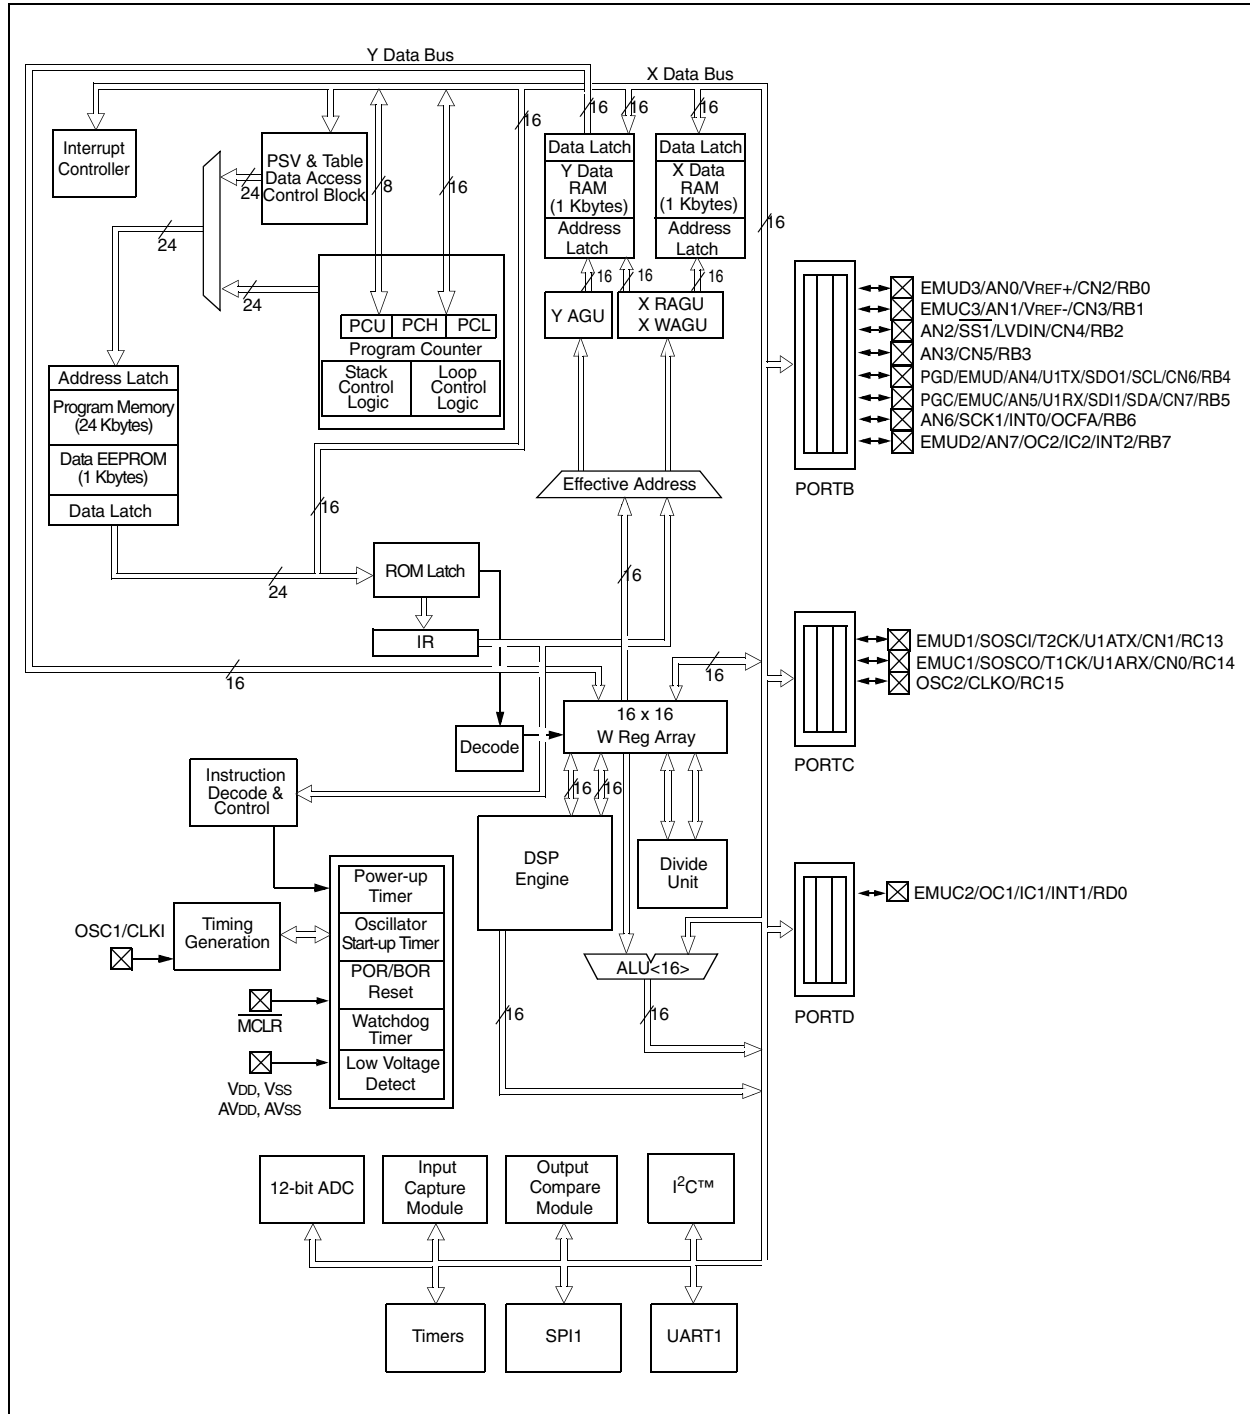 Y Data Bus
X Data Bus
16
16
16
16
16
Interrupt
Controller
PSV & Table
Data Access
Control Block
24
8
16
24
24
Data Latch
Y Data
RAM
(1 Kbytes)
Address
Latch
Data Latch
X Data
RAM
(1 Kbytes)
Address
Latch
16
16
16
Y AGU
X RAGU
X WAGU
PCU
PCH
PCL
Program Counter
Stack
Control
Logic
Loop
Control
Logic
Address Latch
Program Memory
(24 Kbytes)
Data EEPROM
(1 Kbytes)
Data Latch
16
24
Effective Address
16
ROM Latch
IR
16
16
Decode
16 x 16
W Reg Array
Instruction
Decode &
Control
16
16
DSP
Engine
Divide
Unit
Power-up
Timer
Oscillator
Start-up Timer
POR/BOR
Reset
Watchdog
Timer
Low Voltage
Detect
OSC1/CLKI
Timing
Generation
MCLR
VDD, VSS
AVDD, AVSS
ALU<16>
16
16
EMUD3/AN0/VREF+/CN2/RB0
EMUC3/AN1/VREF-/CN3/RB1
AN2/SS1/LVDIN/CN4/RB2
AN3/CN5/RB3
PGD/EMUD/AN4/U1TX/SDO1/SCL/CN6/RB4
PGC/EMUC/AN5/U1RX/SDI1/SDA/CN7/RB5
AN6/SCK1/INT0/OCFA/RB6
EMUD2/AN7/OC2/IC2/INT2/RB7
PORTB
EMUD1/SOSCI/T2CK/U1ATX/CN1/RC13
EMUC1/SOSCO/T1CK/U1ARX/CN0/RC14
OSC2/CLKO/RC15
PORTC
EMUC2/OC1/IC1/INT1/RD0
PORTD
12-bit ADC
Input
Capture
Module
Output
Compare
Module
I²C™
Timers
SPI1
UART1